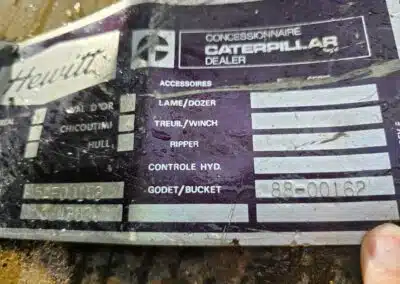 Hewitt
CONCESSIONNAIRE
CATERPILLAR
DEALER
ACCESSOIRES
VAL D'OR
LAME/DOZER
CHICOUTIMI
TREUIL/WINCH
HULL
RIPPER
CONTROLE HYD.
GODET/BUCKET
88-00162